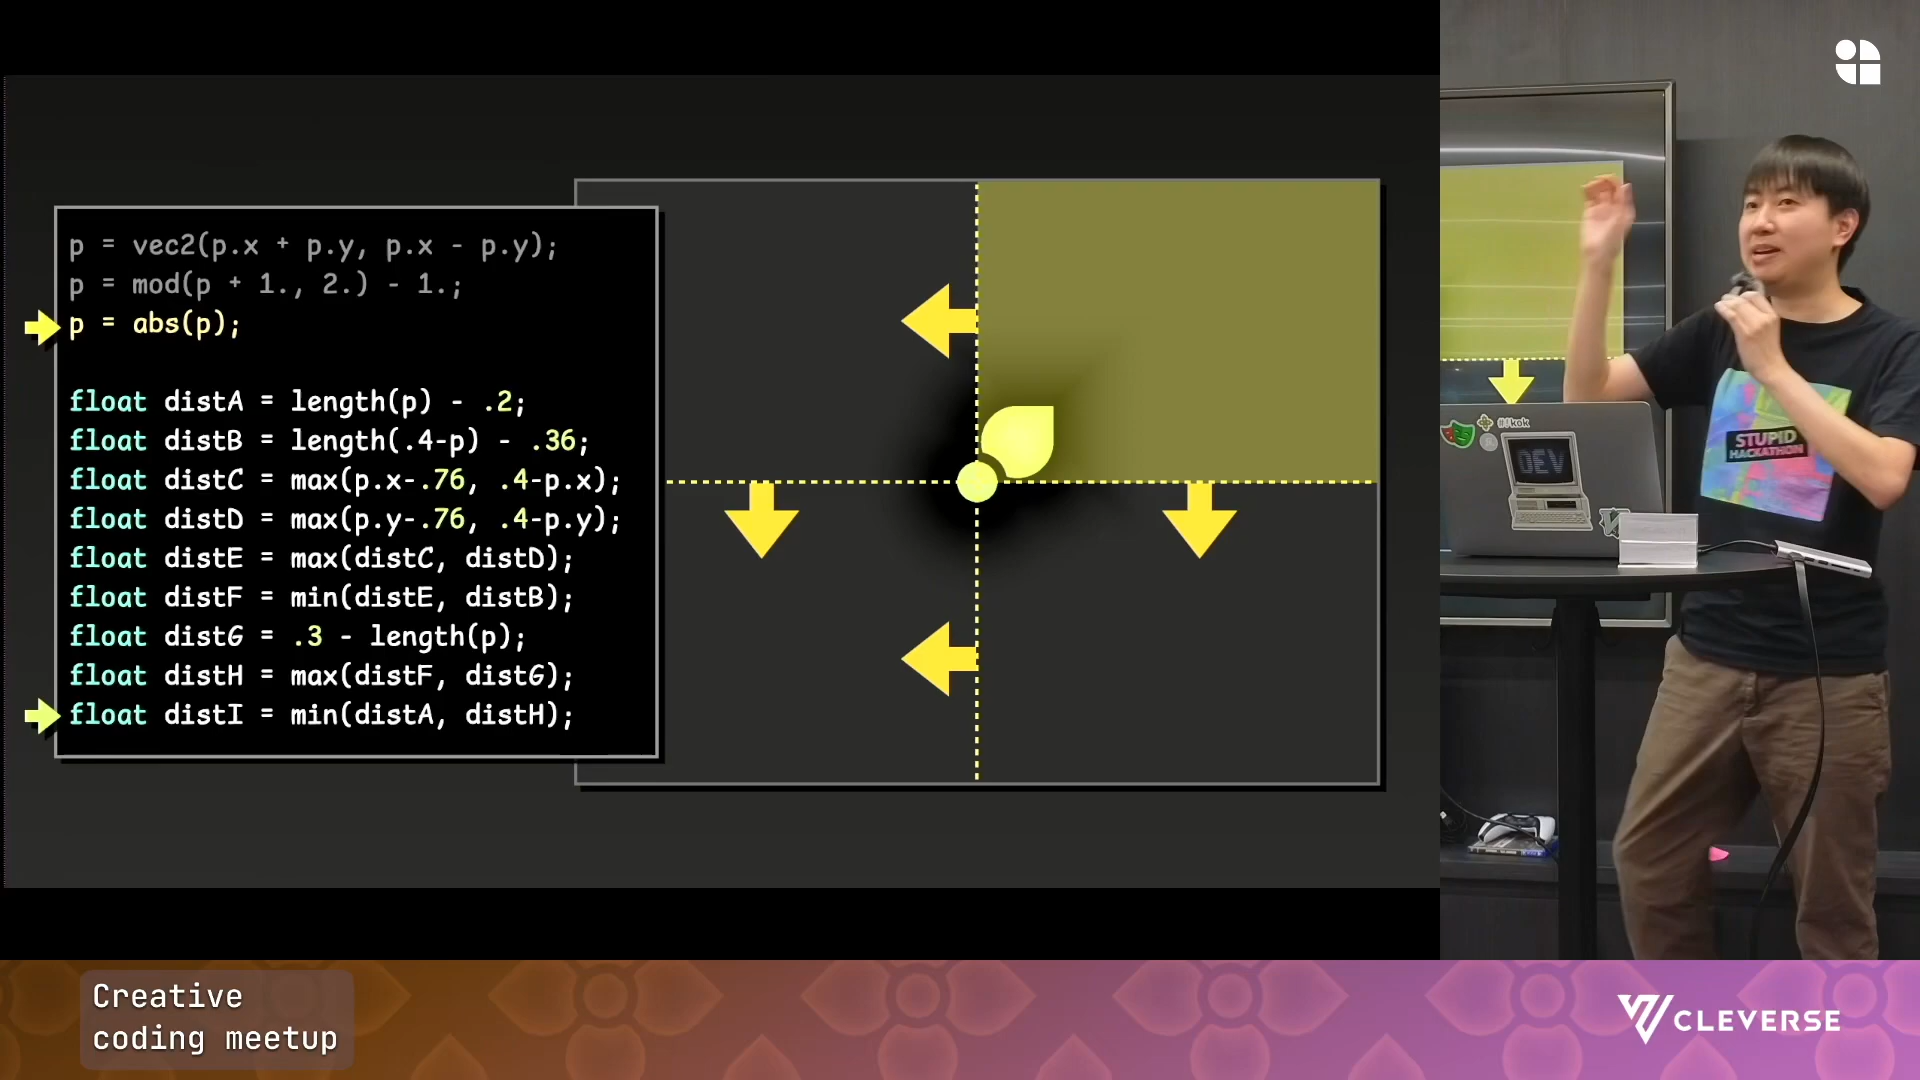 p = vec2(p.x + p.y, p.x - p.y);
p = mod(p + 1., 2.) - 1.;
p = abs(p);
float distA = length(p) - .2;
float distB = length(.4-p) - .36;
float distC = max(p.x-.76, .4-p.x);
float distD = max(p.y-.76, .4-p.y);
float distE = max(distC, distD);
float distF = min(distE, distB);
float distG = .3 - length(p);
float distH = max(distF, distG);
float distI = min(distA, distH);
DEV
STUPID
HACKATHON
Creative
coding meetup
CLEVERSE